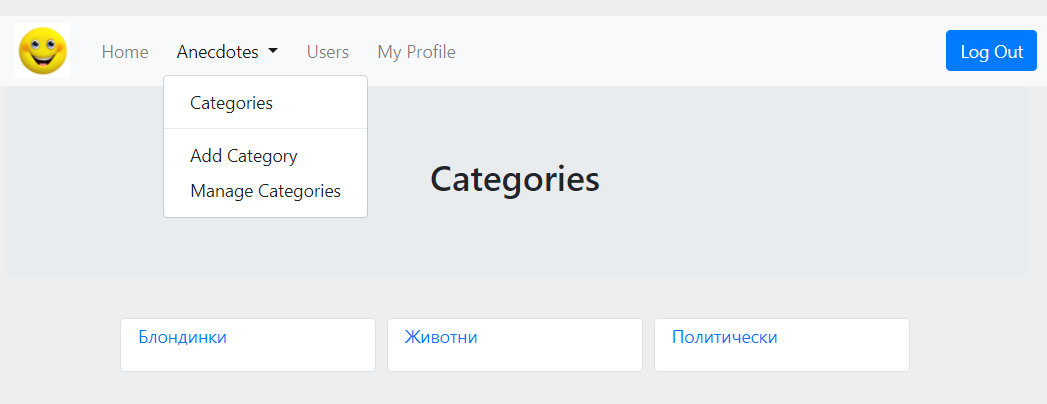 Home Anecdotes Users My Profile Log Out
Categories
Add Category
Manage Categories
Categories
Блондинки Животни Политически